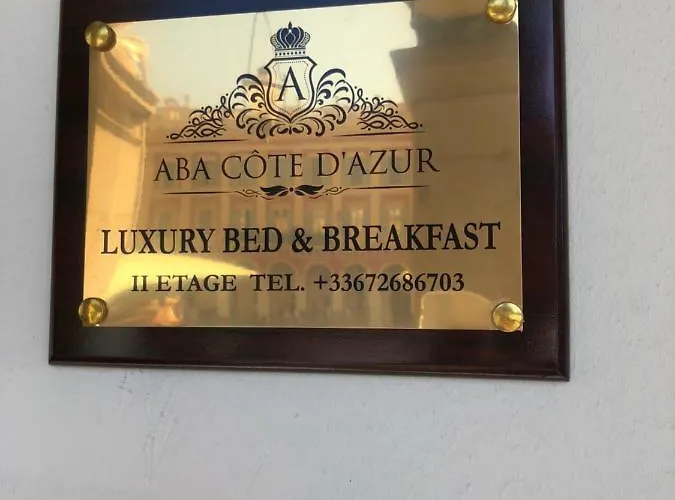 A
ABA CÔTE D'AZUR
LUXURY BED & BREAKFAST
II ETAGE TEL. +33672686703